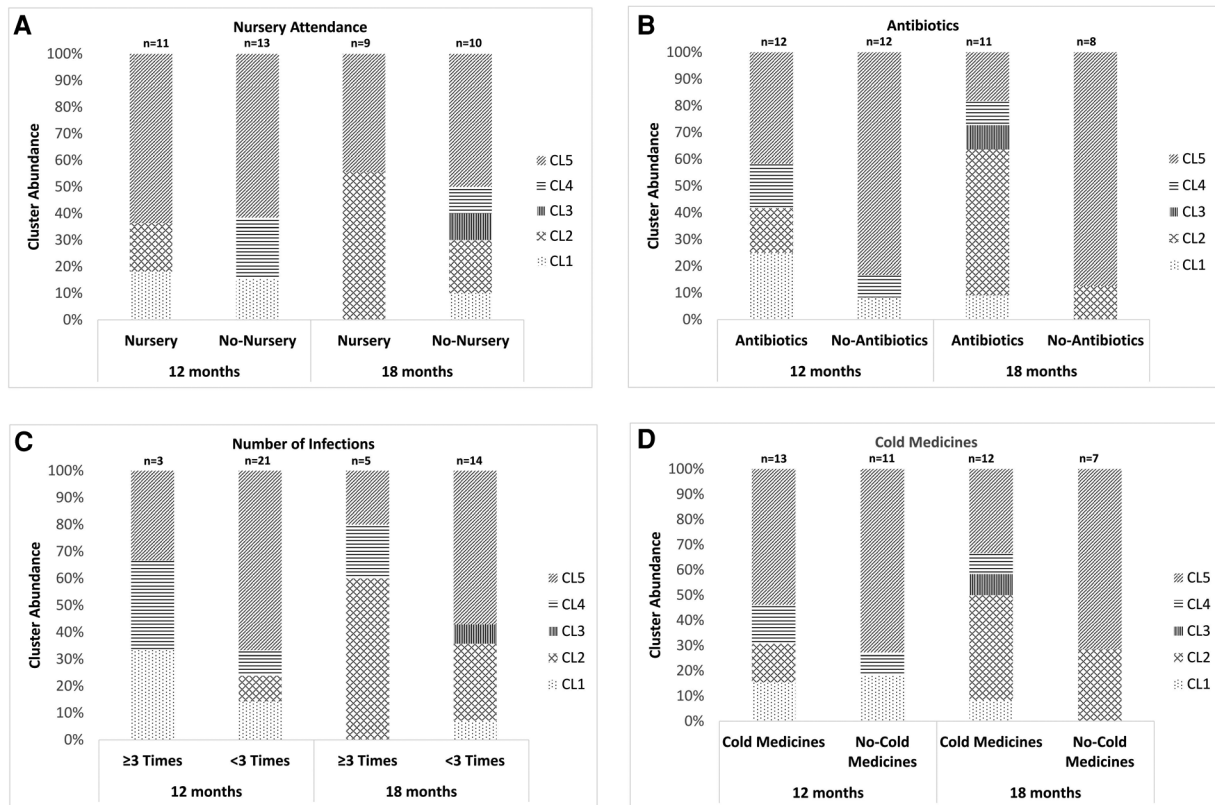 A
Nursery Attendance
n=11 n=13 n=9 n=10
100%
90%
80%
70%
60%
50%
40%
30%
20%
10%
0%
Cluster Abundance
CL5
CL4
CL3
CL2
CL1
Nursery No-Nursery Nursery No-Nursery
12 months 18 months
B
Antibiotics
n=12 n=12 n=11 n=8
100%
90%
80%
70%
60%
50%
40%
30%
20%
10%
0%
Cluster Abundance
CL5
CL4
CL3
CL2
CL1
Antibiotics No-Antibiotics Antibiotics No-Antibiotics
12 months 18 months
C
Number of Infections
n=3 n=21 n=5 n=14
100%
90%
80%
70%
60%
50%
40%
30%
20%
10%
0%
Cluster Abundance
CL5
CL4
CL3
CL2
CL1
≥3 Times <3 Times ≥3 Times <3 Times
12 months 18 months
D
Cold Medicines
n=13 n=11 n=12 n=7
100%
90%
80%
70%
60%
50%
40%
30%
20%
10%
0%
Cluster Abundance
CL5
CL4
CL3
CL2
CL1
Cold Medicines No-Cold Cold Medicines No-Cold
Medicines Medicines
12 months 18 months